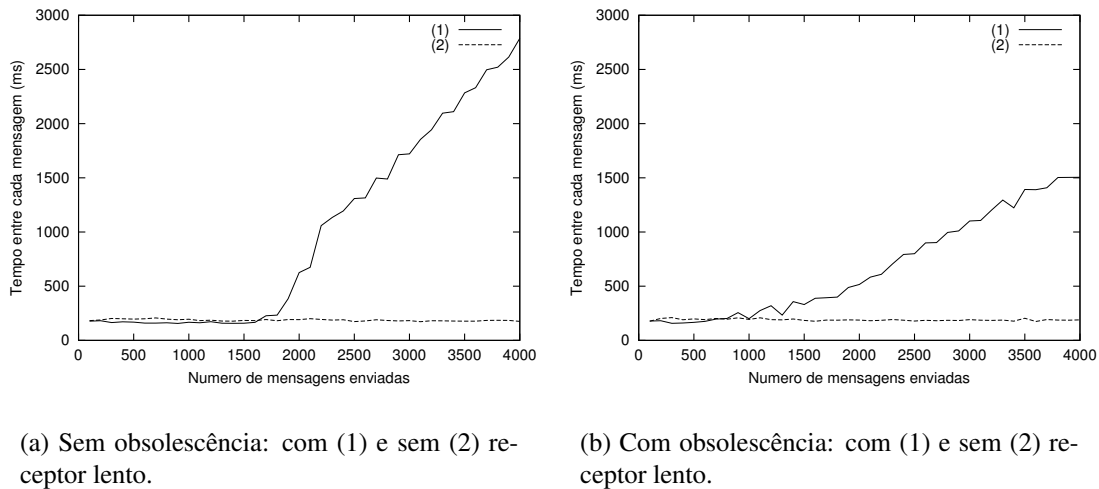 3000
2500
2000
1500
1000
500
0
0 500 1000 1500 2000 2500 3000 3500 4000
Tempo entre cada mensagem (ms)
Numero de mensagens enviadas
(1)
(2)
(a) Sem obsolescência: com (1) e sem (2) re-
ceptor lento.
3000
2500
2000
1500
1000
500
0
0 500 1000 1500 2000 2500 3000 3500 4000
Tempo entre cada mensagem (ms)
Numero de mensagens enviadas
(1)
(2)
(b) Com obsolescência: com (1) e sem (2) re-
ceptor lento.